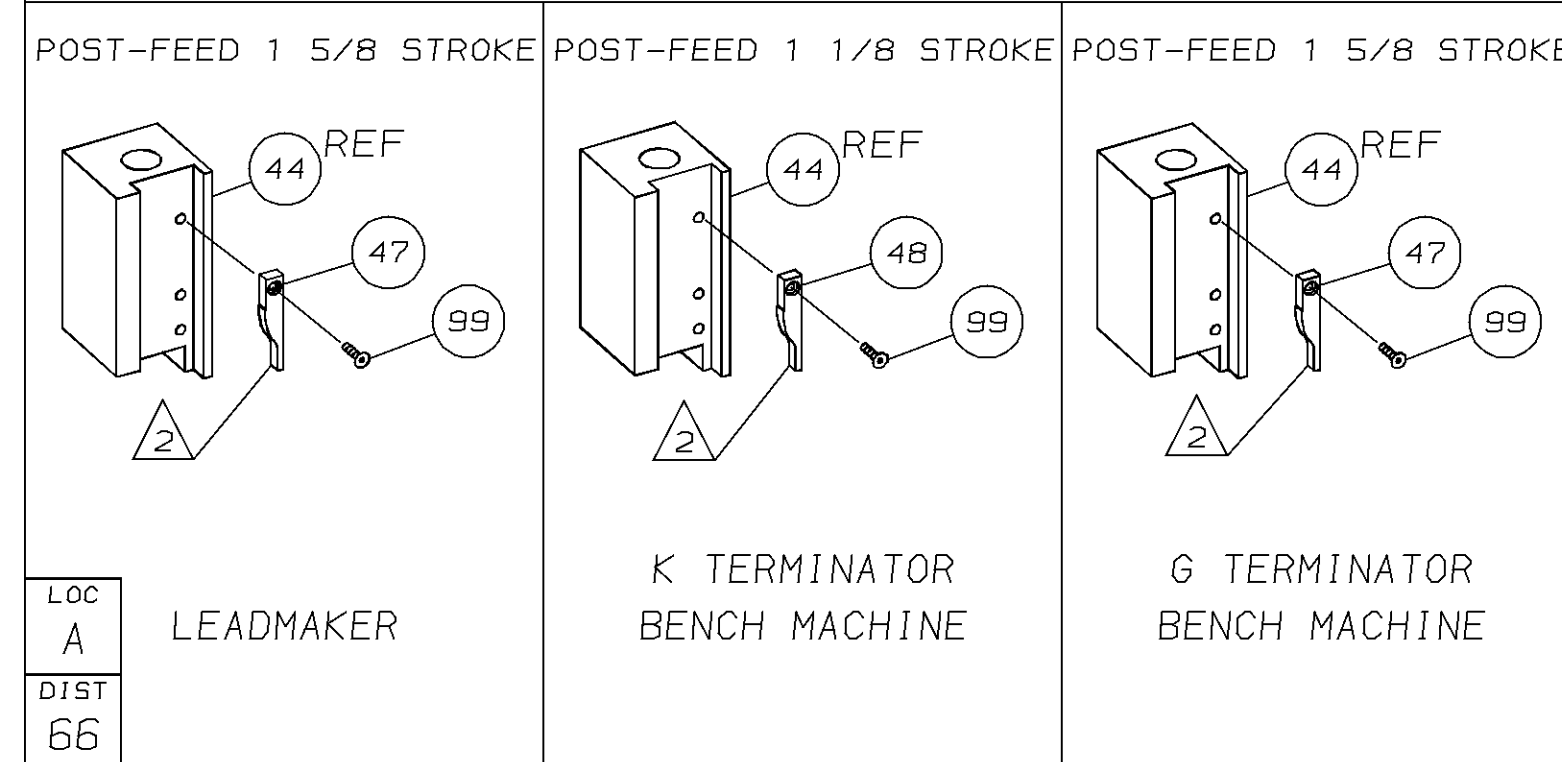 POST-FEED 1 5/8 STROKE
44 REF
47
99
2
LEADMAKER
LOC
A
DIST
66
POST-FEED 1 1/8 STROKE
44 REF
48
99
2
K TERMINATOR
BENCH MACHINE
POST-FEED 1 5/8 STROKE
44 REF
47
99
2
G TERMINATOR
BENCH MACHINE